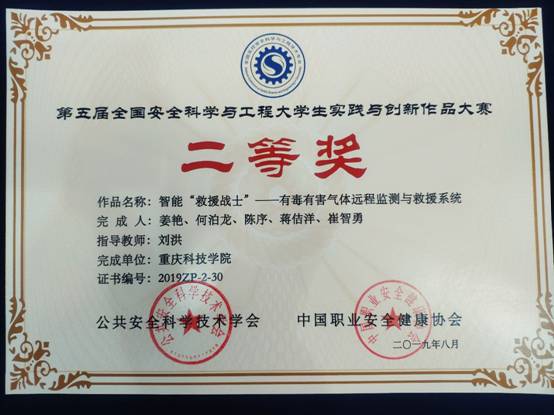 第五届全国安全科学与工程大学生实践与创新作品大赛
二等奖
作品名称：智能“救援战士”——有毒有害气体远程监测与救援系统
完 成 人：姜艳、何泊龙、陈序、蒋佶洋、崔智勇
指导教师：刘洪
完成单位：重庆科技学院
证书编号：2019ZP-2-30
公共安全科学技术学会
中国职业安全健康协会
二〇一九年八月